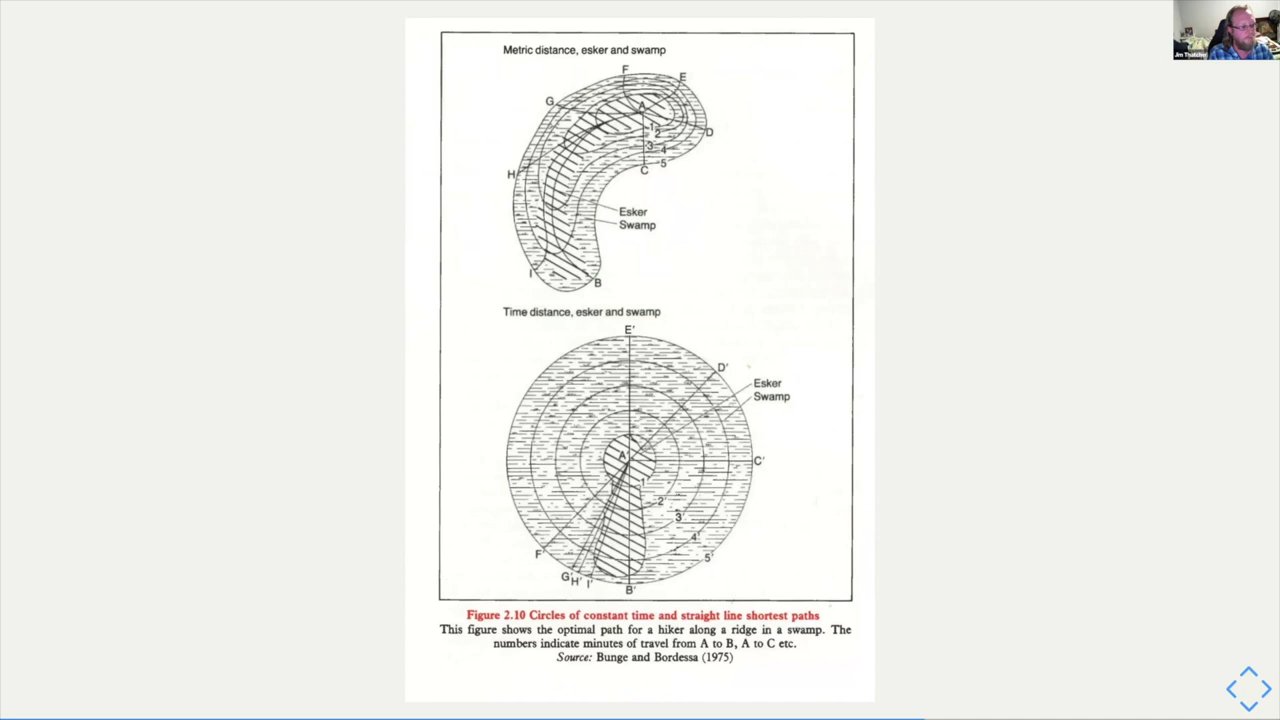 Jim Thatcher
Metric distance, esker and swamp
F
E
G
A
1
2
D
3
4
5
H
C
Esker
Swamp
I
B
Time distance, esker and swamp
E'
D'
Esker
Swamp
A'
C'
1'
2'
3'
4'
F'
5'
G'
H'
I'
B'
Figure 2.10 Circles of constant time and straight line shortest paths
This figure shows the optimal path for a hiker along a ridge in a swamp. The
numbers indicate minutes of travel from A to B, A to C etc.
Source: Bunge and Bordessa (1975)